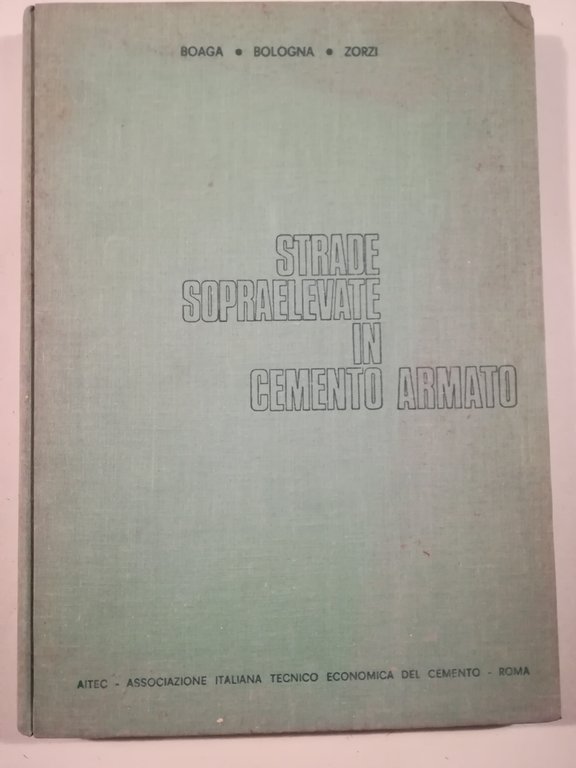 BOAGA • BOLOGNA • ZORZI
STRADE
SOPRAELEVATE
IN
CEMENTO ARMATO
AITEC - ASSOCIAZIONE ITALIANA TECNICO ECONOMICA DEL CEMENTO - ROMA